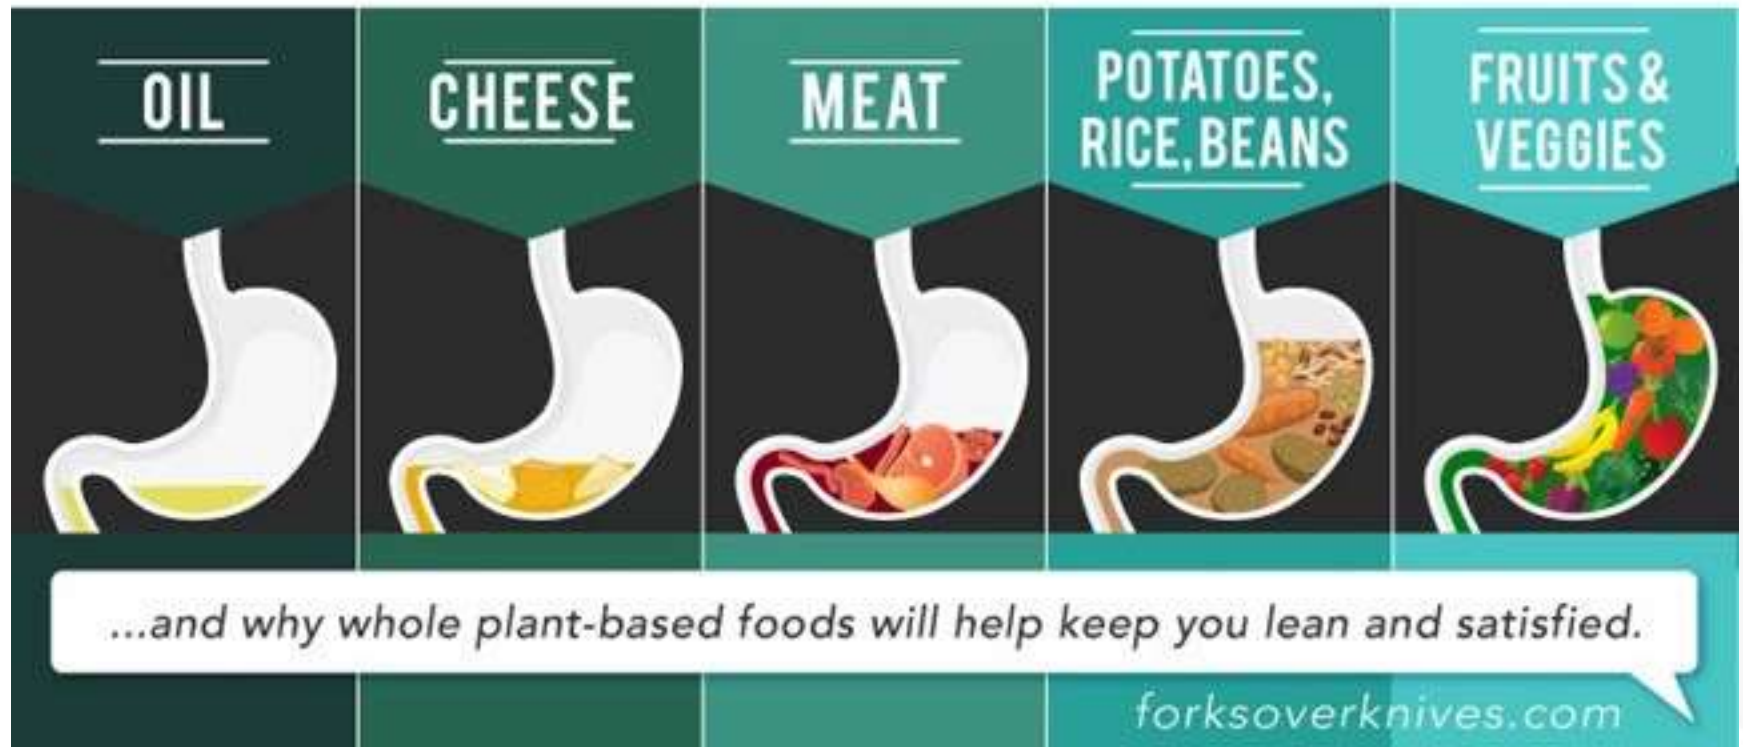 OIL
CHEESE
MEAT
POTATOES,
RICE, BEANS
FRUITS &
VEGGIES
...and why whole plant-based foods will help keep you lean and satisfied.
forksoverknives.com